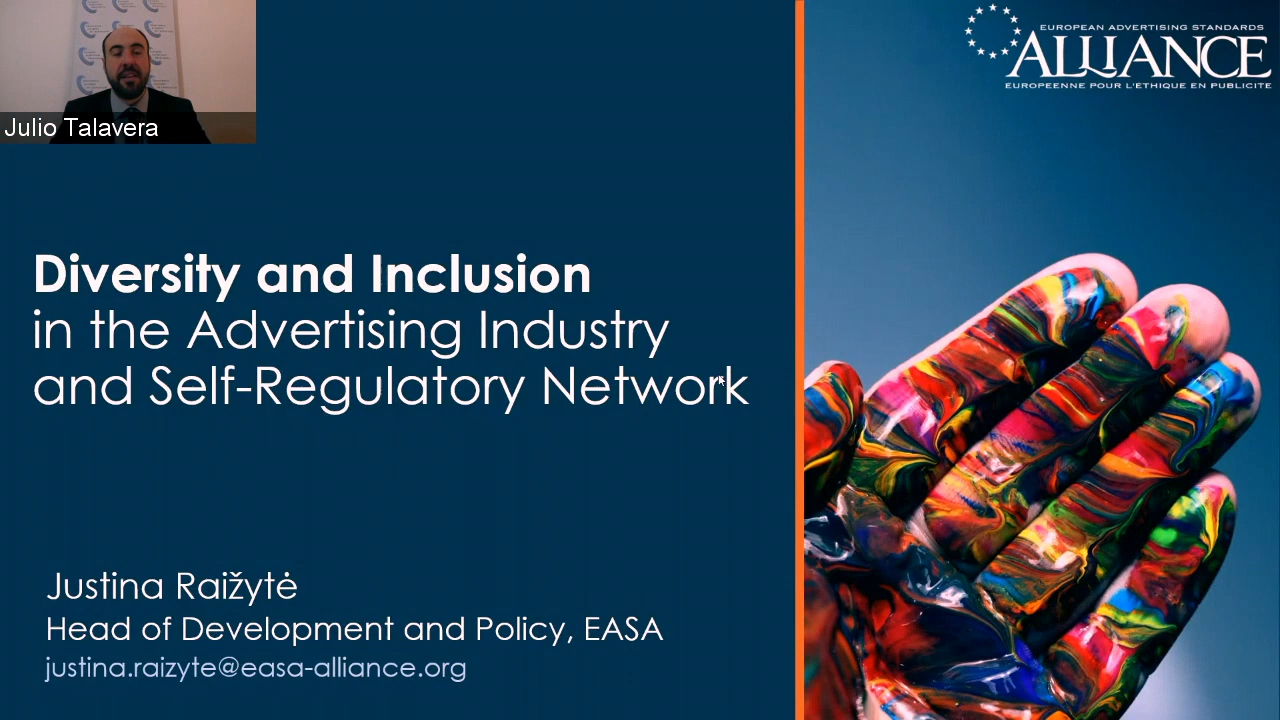 Julio Talavera
EUROPEAN ADVERTISING STANDARDS
ALLIANCE
EUROPEENNE POUR L'ETHIQUE EN PUBLICITE
Diversity and Inclusion
in the Advertising Industry
and Self-Regulatory Network
Justina Raižytė
Head of Development and Policy, EASA
justina.raizyte@easa-alliance.org